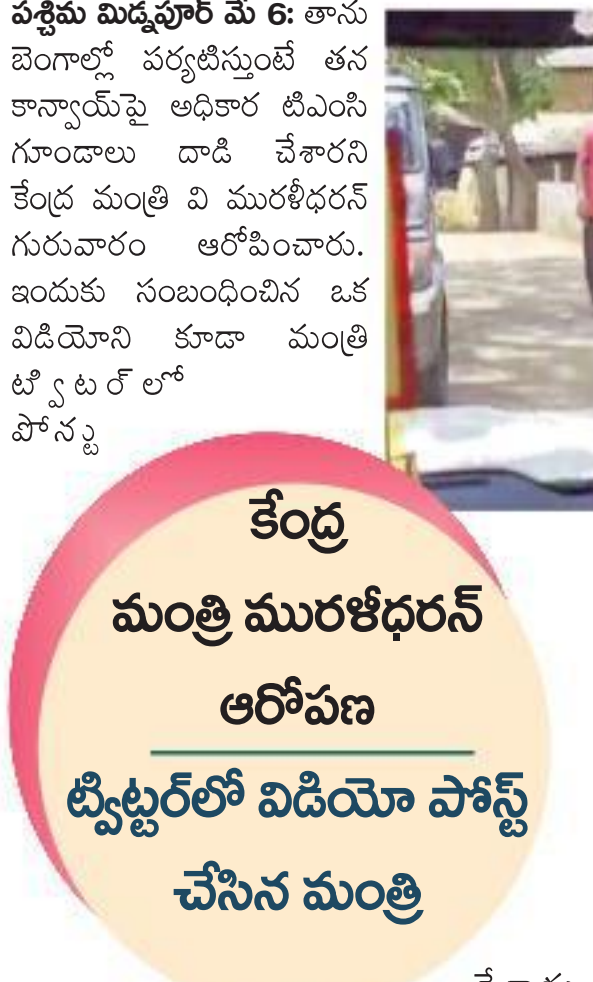 పశ్చిమ మిడ్నపూర్ మే 6: తాను
బెంగాల్లో పర్యటిస్తుంటే తన
కాన్వాయ్‌పై అధికార టిఎంసి
గూండాలు దాడి చేశారని
కేంద్ర మంత్రి వి మురళీధరన్
గురువారం ఆరోపించారు.
ఇందుకు సంబంధించిన ఒక
విడియోని కూడా మంత్రి
ట్విటర్‌లో
పోస్టు
కేంద్ర
మంత్రి మురళీధరన్
ఆరోపణ
ట్విట్టర్‌లో విడియో పోస్ట్
చేసిన మంత్రి